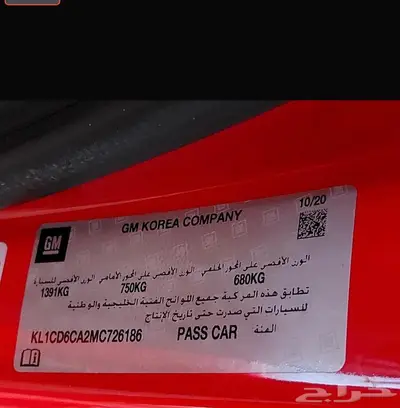 GM KOREA COMPANY
10/20
GM
الوزن الأقصى على المحور الخلفي الوزن الأقصى على المحور الأمامي الوزن الأقصى للسيارة
680KG 750KG 1391KG
تطابق هذه المركبة جميع اللوائح الفنية الخليجية والوطنية
للسيارات التي صدرت حتى تاريخ الإنتاج
KL1CD6CA2MC726186 PASS CAR الفئة
حراج